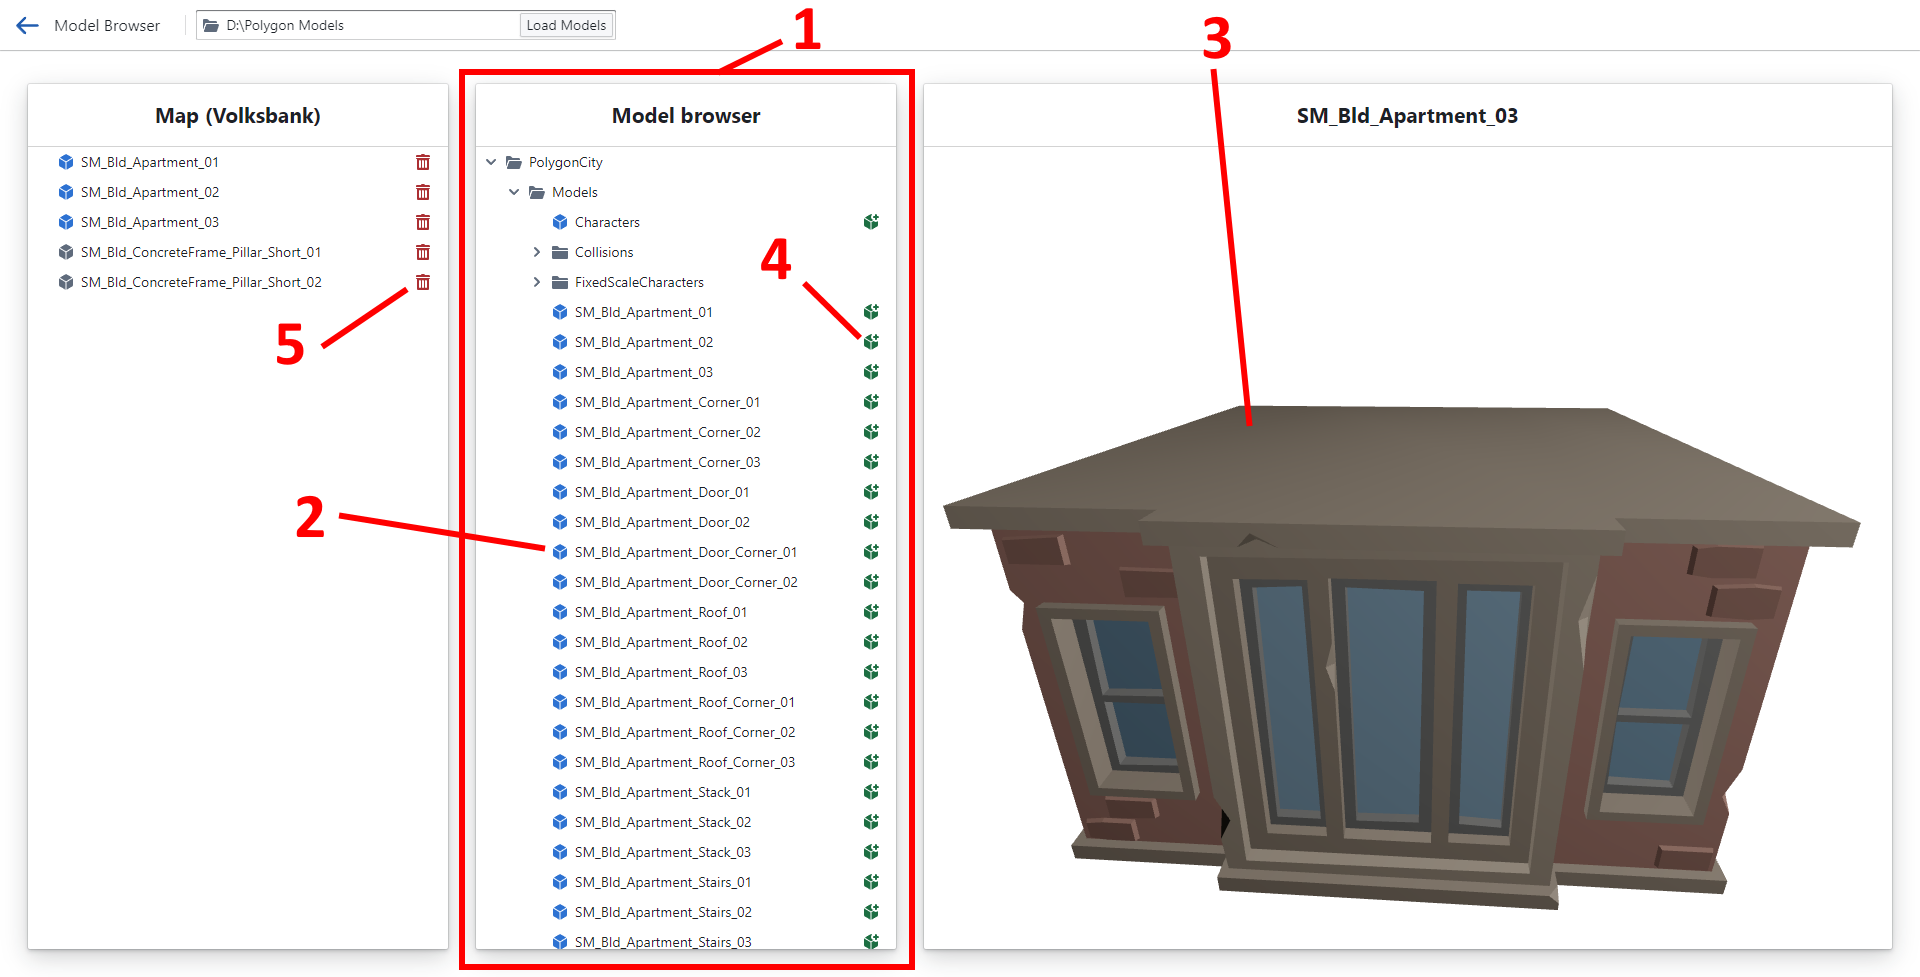 Model Browser
D:\Polygon Models
Load Models
1
3
Map (Volksbank)
SM_Bld_Apartment_01
SM_Bld_Apartment_02
SM_Bld_Apartment_03
SM_Bld_ConcreteFrame_Pillar_Short_01
SM_Bld_ConcreteFrame_Pillar_Short_02
5
Model browser
PolygonCity
Models
Characters
Collisions
4
FixedScaleCharacters
SM_Bld_Apartment_01
SM_Bld_Apartment_02
SM_Bld_Apartment_03
SM_Bld_Apartment_Corner_01
SM_Bld_Apartment_Corner_02
SM_Bld_Apartment_Corner_03
SM_Bld_Apartment_Door_01
2
SM_Bld_Apartment_Door_02
SM_Bld_Apartment_Door_Corner_01
SM_Bld_Apartment_Door_Corner_02
SM_Bld_Apartment_Roof_01
SM_Bld_Apartment_Roof_02
SM_Bld_Apartment_Roof_03
SM_Bld_Apartment_Roof_Corner_01
SM_Bld_Apartment_Roof_Corner_02
SM_Bld_Apartment_Roof_Corner_03
SM_Bld_Apartment_Stack_01
SM_Bld_Apartment_Stack_02
SM_Bld_Apartment_Stack_03
SM_Bld_Apartment_Stairs_01
SM_Bld_Apartment_Stairs_02
SM_Bld_Apartment_Stairs_03
SM_Bld_Apartment_03